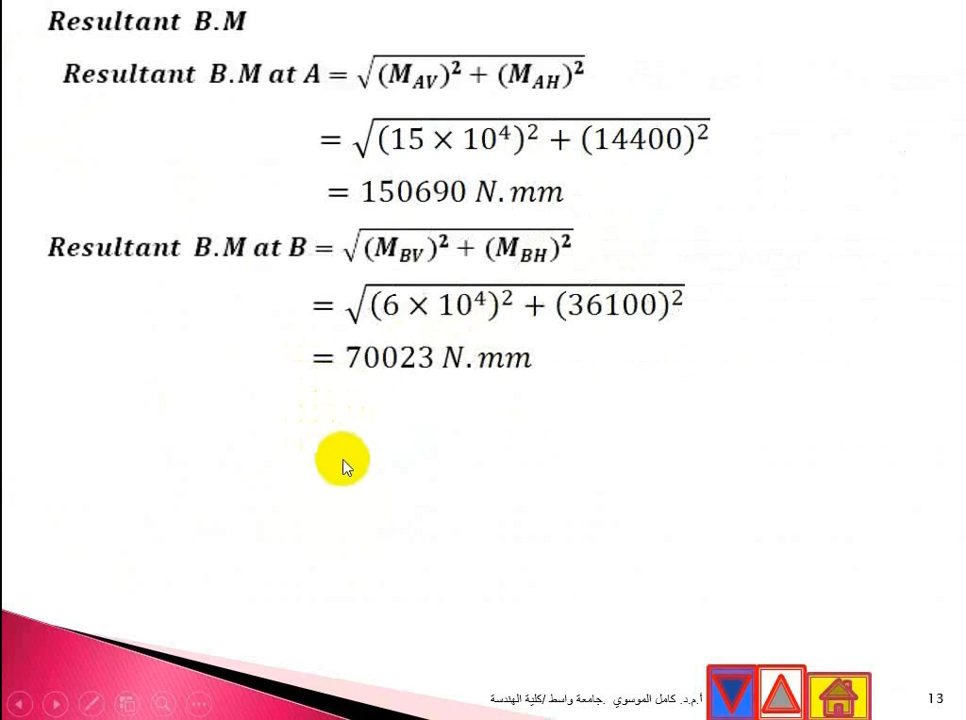 Resultant B.M
Resultant B.M at A = √(M_AV)² + (M_AH)²
= √(15 × 10⁴)² + (14400)²
= 150690 N.mm
Resultant B.M at B = √(M_BV)² + (M_BH)²
= √(6 × 10⁴)² + (36100)²
= 70023 N.mm
أ.م.د. كامل الموسوي .جامعة واسط /كلية الهندسة
13